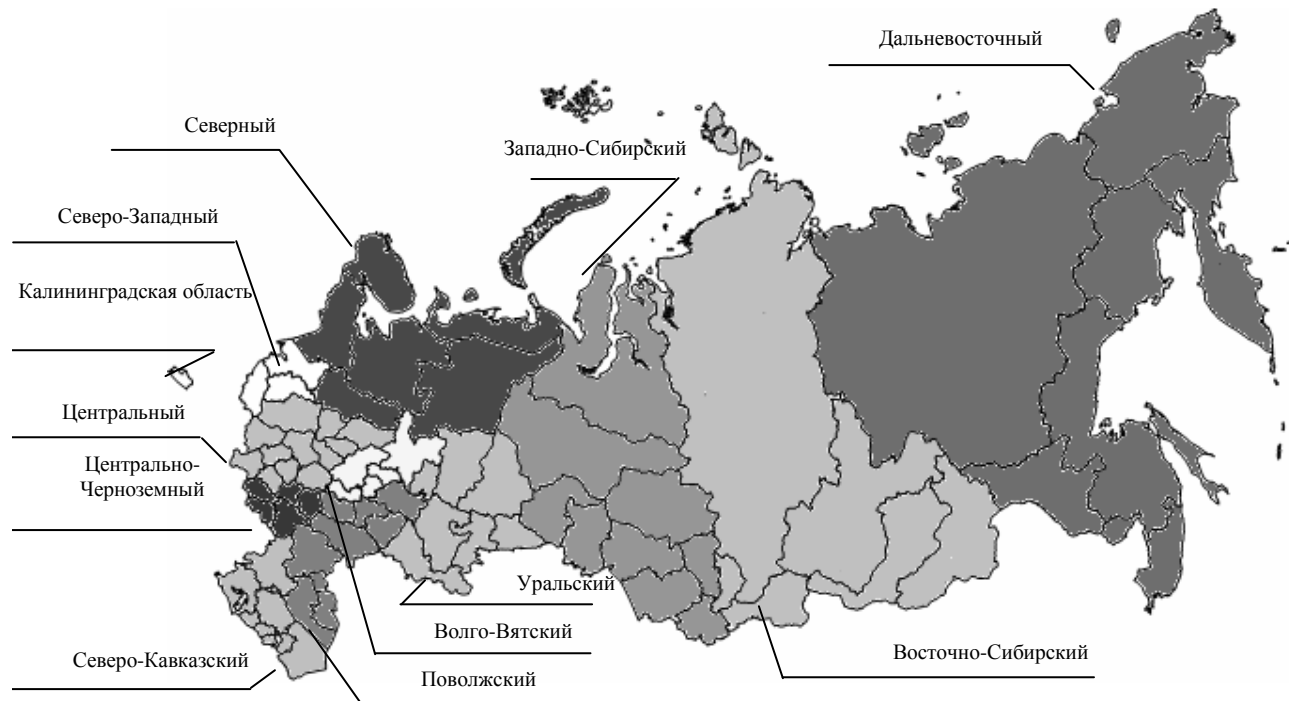 Дальневосточный
Северный
Западно-Сибирский
Северо-Западный
Калининградская область
Центральный
Центрально-
Черноземный
Уральский
Волго-Вятский
Северо-Кавказский
Поволжский
Восточно-Сибирский